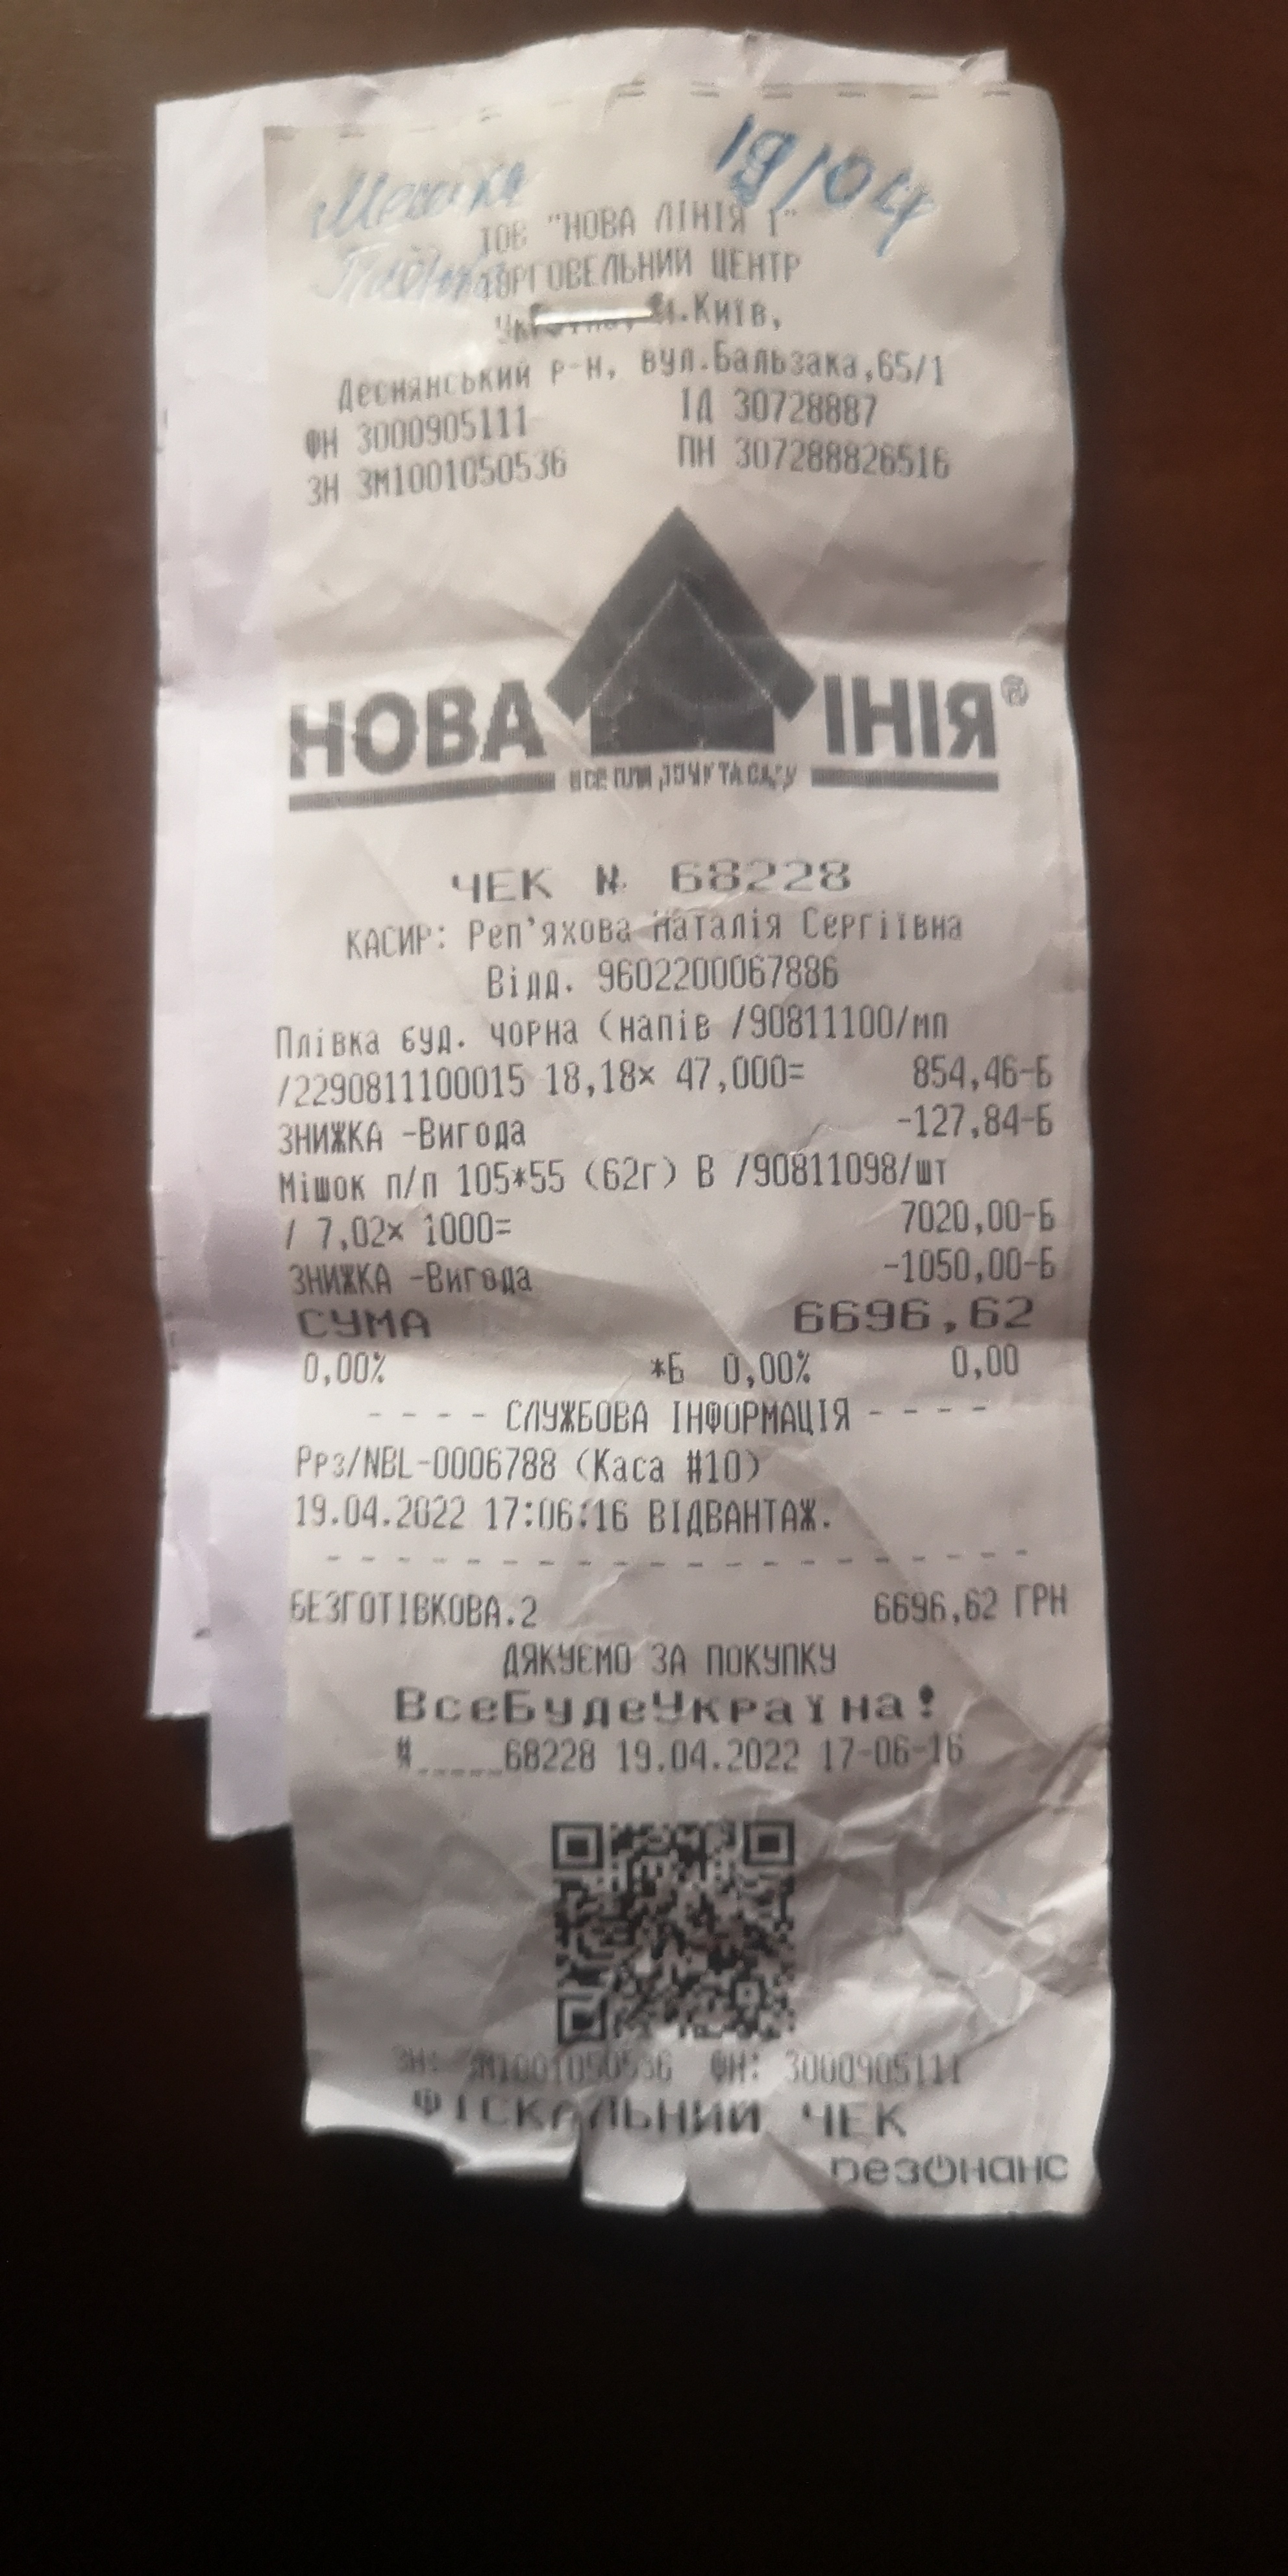 19/04
ТОВ "НОВА ЛІНІЯ 1"
ТОРГОВЕЛЬНИЙ ЦЕНТР
м.Київ,
Деснянський р-н, вул.Бальзака,65/1
ФН 3000905111 ІД 30728887
ЗН ЗМ1001050536 ПН 307288826516
НОВА ІНІЯ®
ВСЕ ДЛЯ ДОМУ ТА САДУ
ЧЕК № 68228
КАСИР: Реп'яхова Наталія Сергіївна
Відд. 9602200067886
Плівка буд. чорна (напів /90811100/мп
/2290811100015 18,18× 47,000= 854,46-Б
ЗНИЖКА -Вигода -127,84-Б
Мішок п/п 105*55 (62г) В /90811098/шт
/ 7,02× 1000= 7020,00-Б
ЗНИЖКА -Вигода -1050,00-Б
СУМА 6696,62
0,00% *Б 0,00% 0,00
- - - - СЛУЖБОВА ІНФОРМАЦІЯ - - - -
Ррз/NBL-0006788 (Каса #10)
19.04.2022 17:06:16 ВІДВАНТАЖ.
БЕЗГОТІВКОВА.2 6696,62 ГРН
ДЯКУЄМО ЗА ПОКУПКУ
ВсеБудеУкраїна!
#_____68228 19.04.2022 17-06-16
ЗН: ЗМ1001050536 ФН: 3000905111
ФІСКАЛЬНИЙ ЧЕК
резонанс